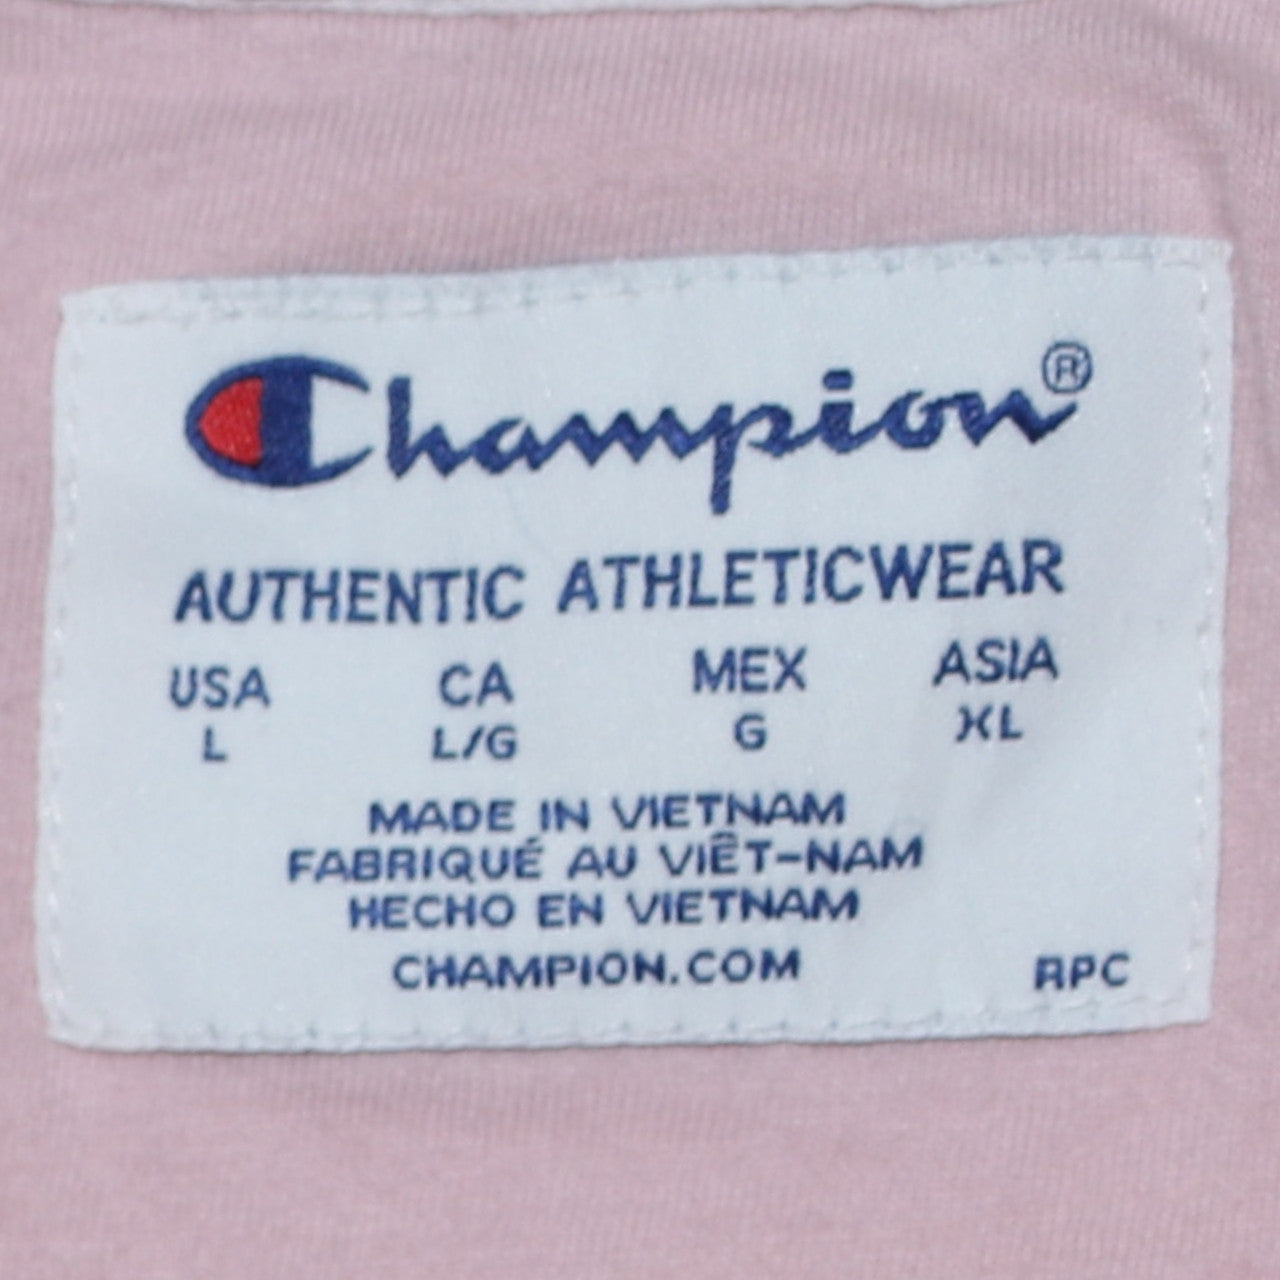 Champion®
AUTHENTIC ATHLETICWEAR
USA CA MEX ASIA
L L/G G XL
MADE IN VIETNAM
FABRIQUÉ AU VIÊT-NAM
HECHO EN VIETNAM
CHAMPION.COM RPC